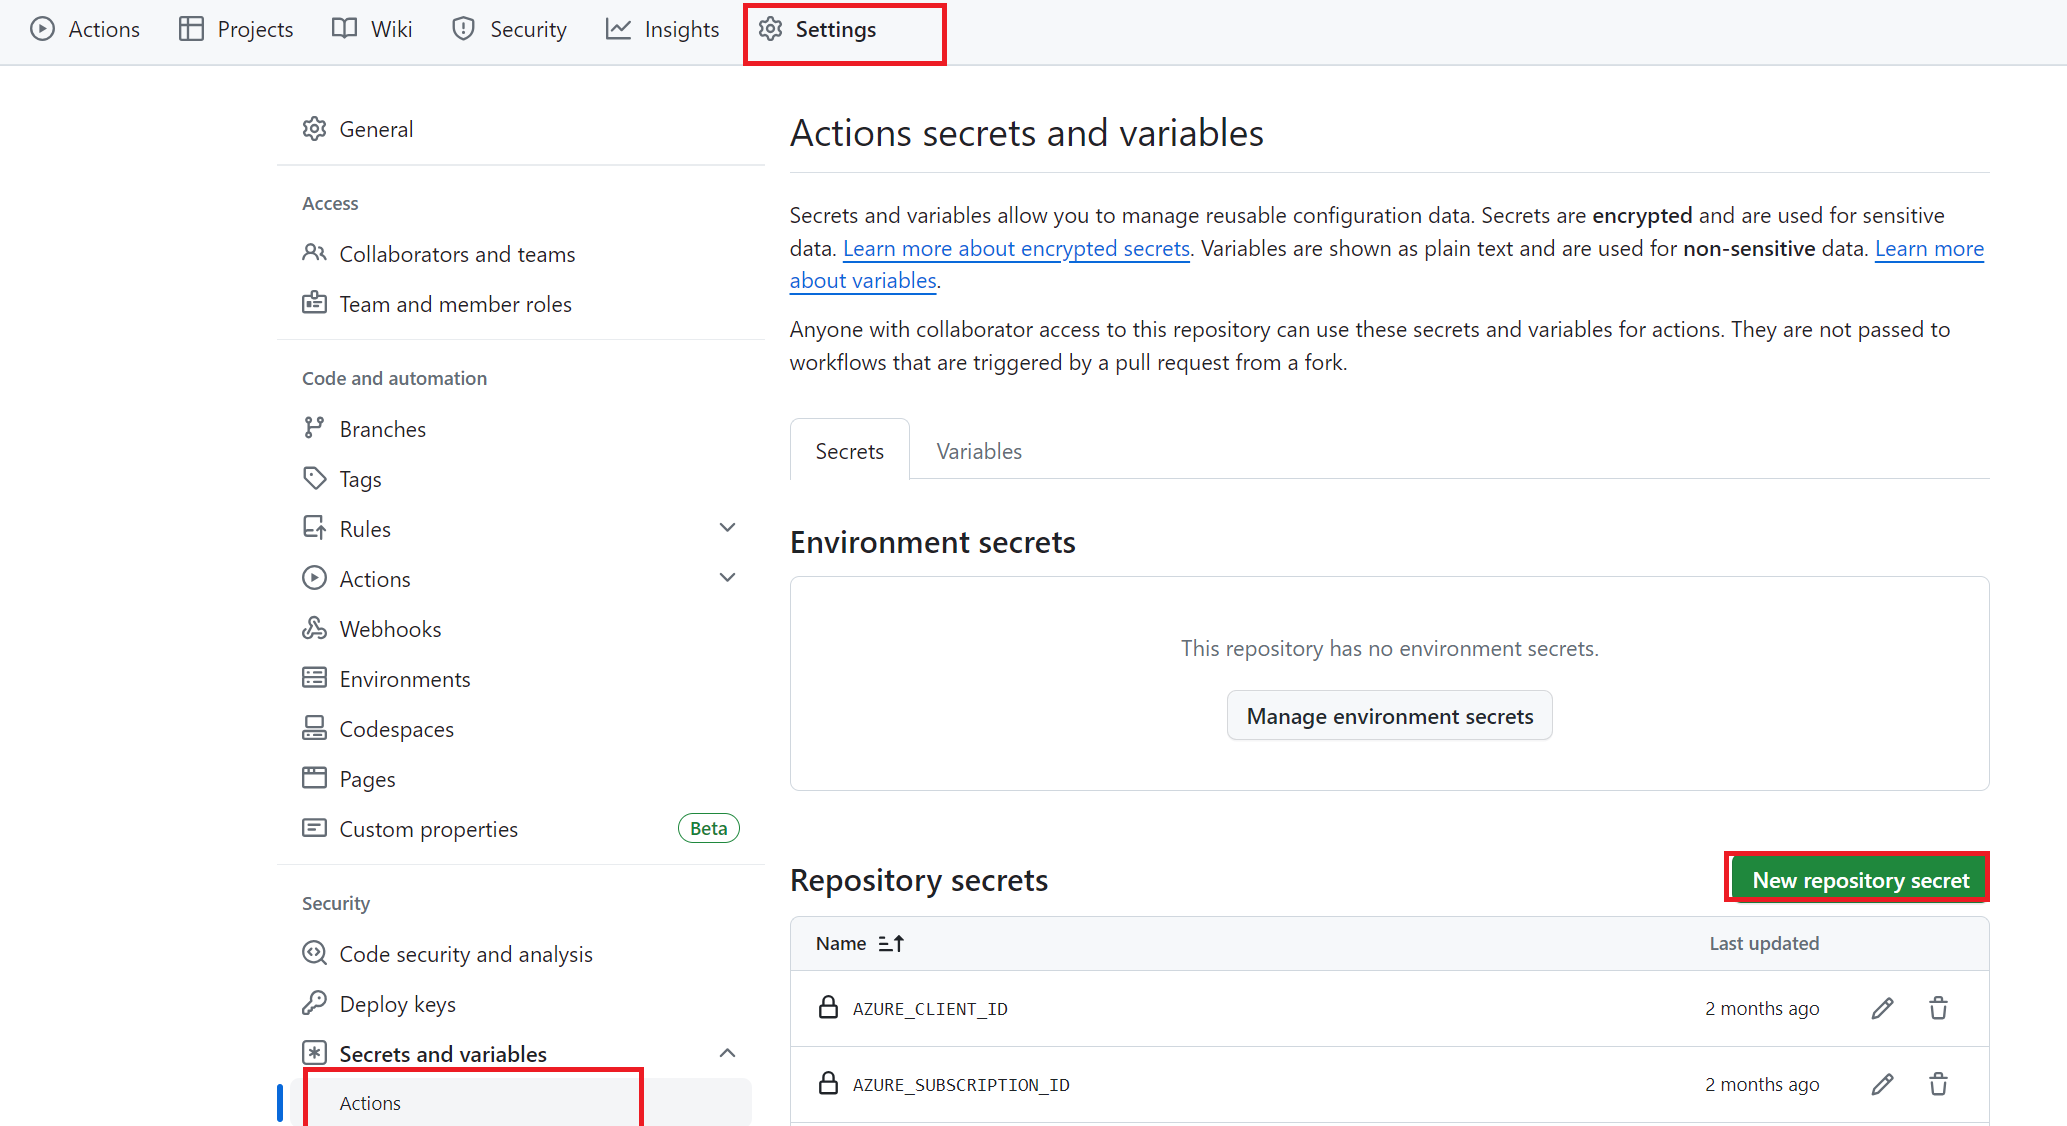 Actions Projects Wiki Security Insights Settings
General
Access
Collaborators and teams
Team and member roles
Code and automation
Branches
Tags
Rules
Actions
Webhooks
Environments
Codespaces
Pages
Custom properties Beta
Security
Code security and analysis
Deploy keys
Secrets and variables
Actions
Actions secrets and variables
Secrets and variables allow you to manage reusable configuration data. Secrets are encrypted and are used for sensitive
data. Learn more about encrypted secrets. Variables are shown as plain text and are used for non-sensitive data. Learn more
about variables.
Anyone with collaborator access to this repository can use these secrets and variables for actions. They are not passed to
workflows that are triggered by a pull request from a fork.
Secrets Variables
Environment secrets
This repository has no environment secrets.
Manage environment secrets
Repository secrets New repository secret
Name Last updated
AZURE_CLIENT_ID 2 months ago
AZURE_SUBSCRIPTION_ID 2 months ago